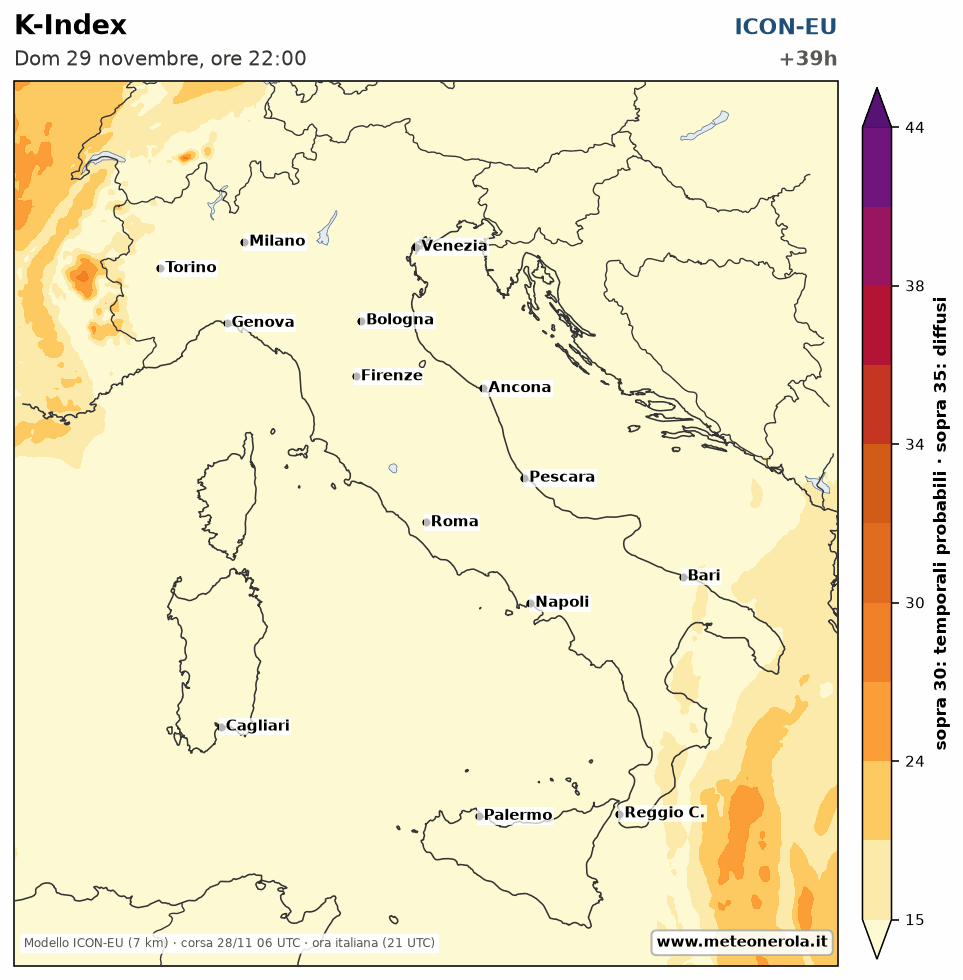 K-Index
ICON-EU
Dom 29 novembre, ore 22:00
+39h
Milano
Venezia
Torino
Genova
Bologna
Firenze
Ancona
Pescara
Roma
Bari
Napoli
Cagliari
Palermo
Reggio C.
44
38
34
30
24
15
sopra 30: temporali probabili · sopra 35: diffusi
Modello ICON-EU (7 km) · corsa 28/11 06 UTC · ora italiana (21 UTC)
www.meteonerola.it